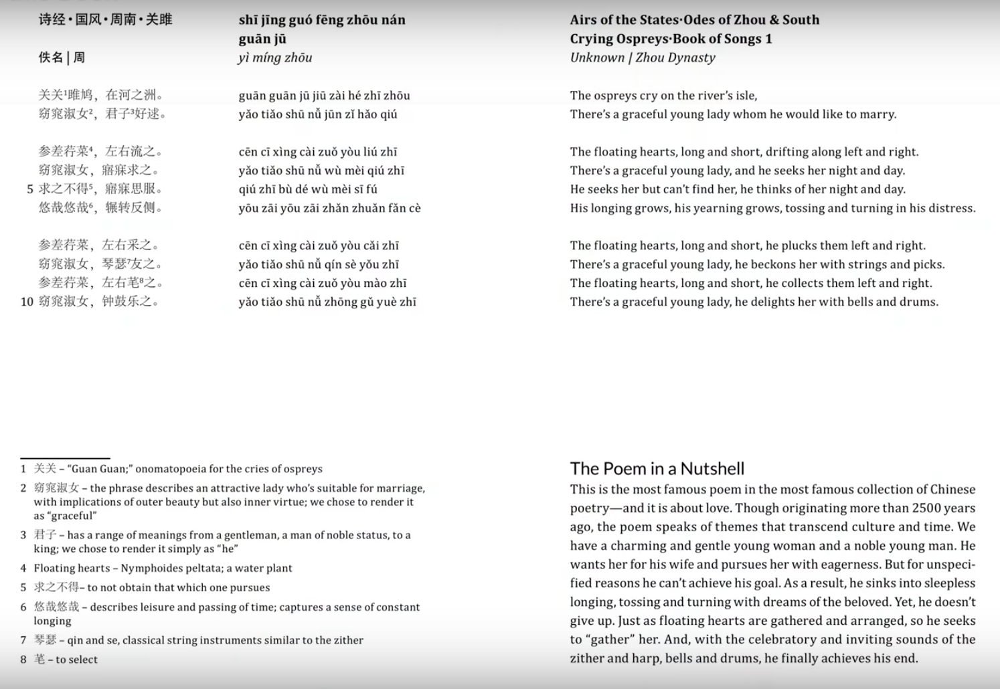 诗经·国风·周南·关雎
佚名|周
关关¹雎鸠，在河之洲。
窈窕淑女²，君子³好逑。
参差荇菜⁴，左右流之。
窈窕淑女，寤寐求之。
5 求之不得⁵，寤寐思服。
悠哉悠哉⁶，辗转反侧。
参差荇菜，左右采之。
窈窕淑女，琴瑟⁷友之。
参差荇菜，左右芼⁸之。
10 窈窕淑女，钟鼓乐之。
shī jīng guó fēng zhōu nán
guān jū
yì míng zhōu
guān guān jū jiū zài hé zhī zhōu
yǎo tiǎo shū nǚ jūn zǐ hǎo qiú
cēn cī xìng cài zuǒ yòu liú zhī
yǎo tiǎo shū nǚ wù mèi qiú zhī
qiú zhī bù dé wù mèi sī fú
yōu zāi yōu zāi zhǎn zhuǎn fǎn cè
cēn cī xìng cài zuǒ yòu cǎi zhī
yǎo tiǎo shū nǚ qín sè yǒu zhī
cēn cī xìng cài zuǒ yòu mào zhī
yǎo tiǎo shū nǚ zhōng gǔ yuè zhī
1 关关 – “Guan Guan;” onomatopoeia for the cries of ospreys
2 窈窕淑女 – the phrase describes an attractive lady who’s suitable for marriage,
with implications of outer beauty but also inner virtue; we chose to render it
as “graceful”
3 君子 – has a range of meanings from a gentleman, a man of noble status, to a
king; we chose to render it simply as “he”
4 Floating hearts – Nymphoides peltata; a water plant
5 求之不得– to not obtain that which one pursues
6 悠哉悠哉 – describes leisure and passing of time; captures a sense of constant
longing
7 琴瑟 – qin and se, classical string instruments similar to the zither
8 芼 – to select
Airs of the States·Odes of Zhou & South
Crying Ospreys·Book of Songs 1
Unknown | Zhou Dynasty
The ospreys cry on the river’s isle,
There’s a graceful young lady whom he would like to marry.
The floating hearts, long and short, drifting along left and right.
There’s a graceful young lady, and he seeks her night and day.
He seeks her but can’t find her, he thinks of her night and day.
His longing grows, his yearning grows, tossing and turning in his distress.
The floating hearts, long and short, he plucks them left and right.
There’s a graceful young lady, he beckons her with strings and picks.
The floating hearts, long and short, he collects them left and right.
There’s a graceful young lady, he delights her with bells and drums.
The Poem in a Nutshell
This is the most famous poem in the most famous collection of Chinese
poetry—and it is about love. Though originating more than 2500 years
ago, the poem speaks of themes that transcend culture and time. We
have a charming and gentle young woman and a noble young man. He
wants her for his wife and pursues her with eagerness. But for unspeci-
fied reasons he can’t achieve his goal. As a result, he sinks into sleepless
longing, tossing and turning with dreams of the beloved. Yet, he doesn’t
give up. Just as floating hearts are gathered and arranged, so he seeks
to “gather” her. And, with the celebratory and inviting sounds of the
zither and harp, bells and drums, he finally achieves his end.